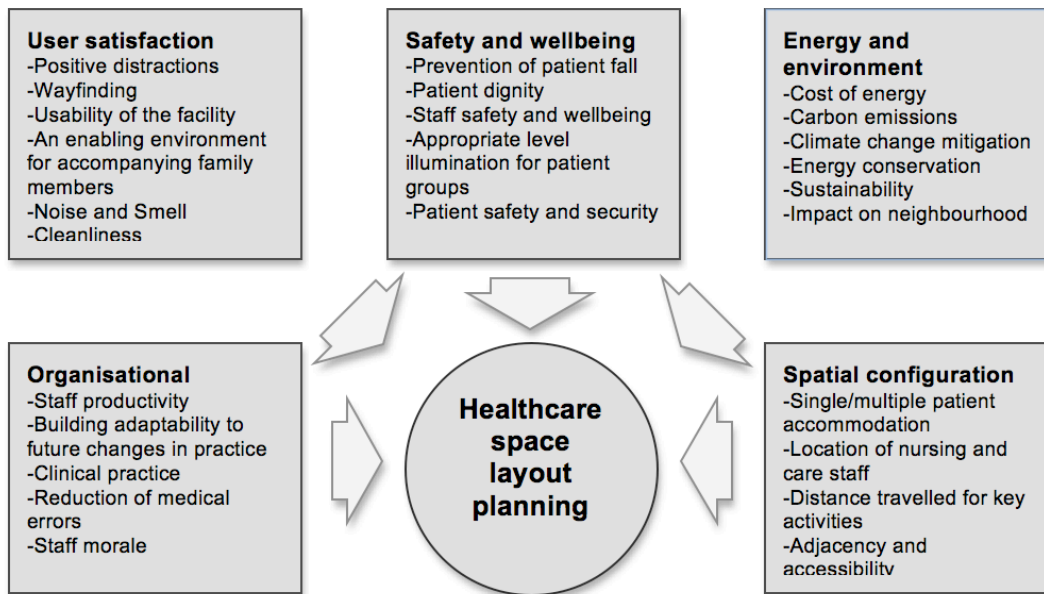 User satisfaction
-Positive distractions
-Wayfinding
-Usability of the facility
-An enabling environment
for accompanying family
members
-Noise and Smell
-Cleanliness
Safety and wellbeing
-Prevention of patient fall
-Patient dignity
-Staff safety and wellbeing
-Appropriate level
illumination for patient
groups
-Patient safety and security
Energy and
environment
-Cost of energy
-Carbon emissions
-Climate change mitigation
-Energy conservation
-Sustainability
-Impact on neighbourhood
Organisational
-Staff productivity
-Building adaptability to
future changes in practice
-Clinical practice
-Reduction of medical
errors
-Staff morale
Healthcare
space
layout
planning
Spatial configuration
-Single/multiple patient
accommodation
-Location of nursing and
care staff
-Distance travelled for key
activities
-Adjacency and
accessibility